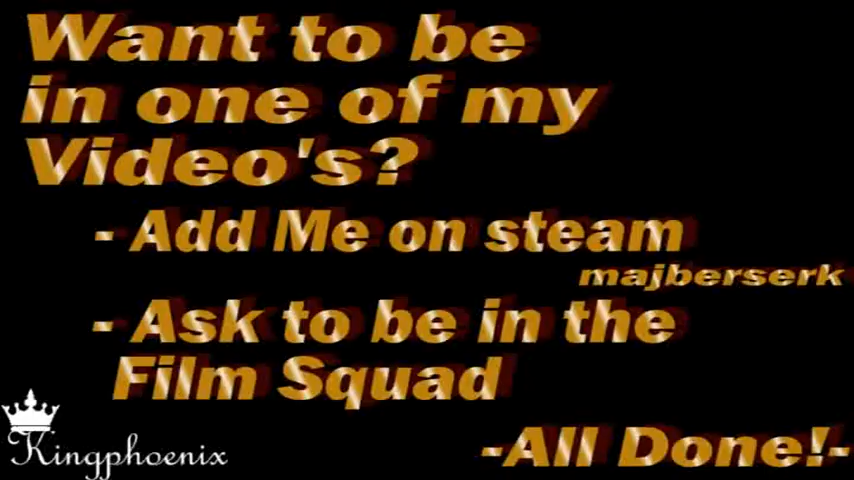 Want to be
in one of my
Video's?
- Add Me on steam
majberserk
- Ask to be in the
Film Squad
-All Done!-
Kingphoenix